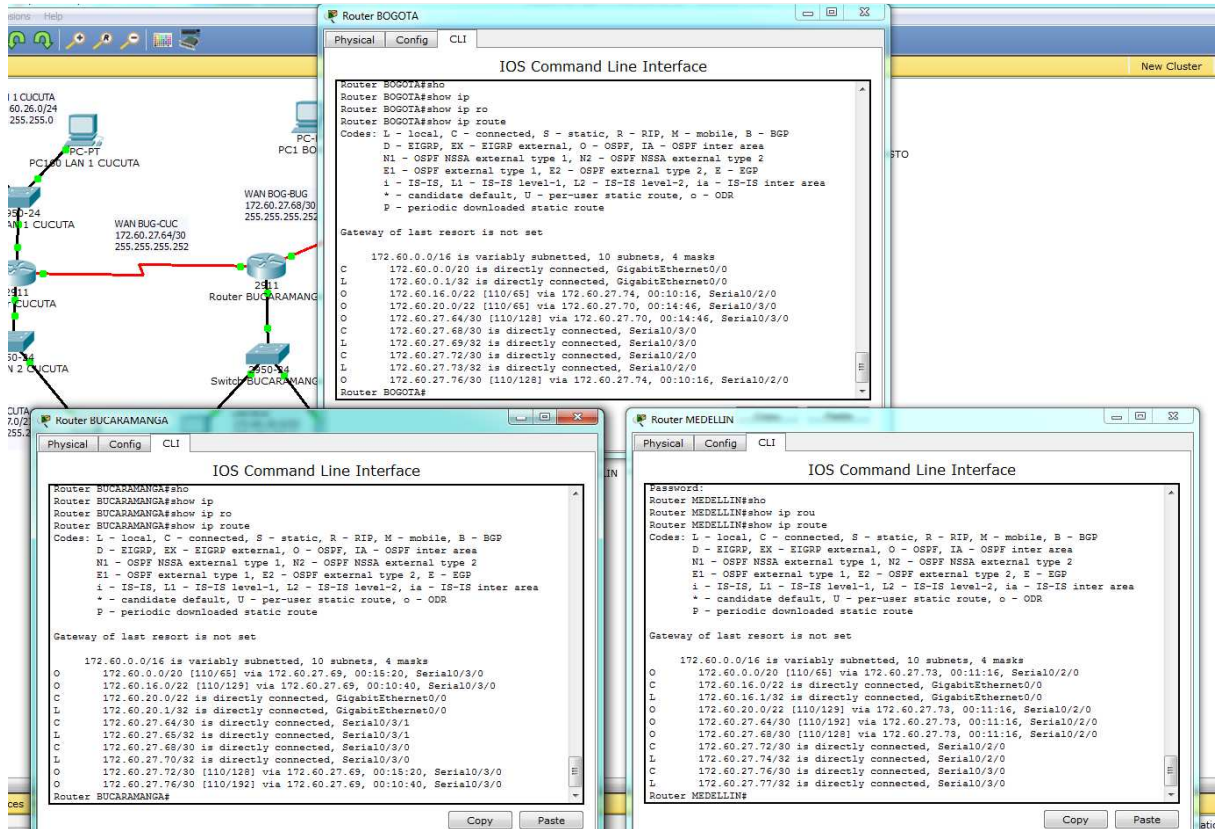 Help
New Cluster
1 CUCUTA
60.26.0/24
255.255.0
PC-PT
PC100 LAN 1 CUCUTA
PC1 BO
1 CUCUTA
WAN BUG-CUC
172.60.27.64/30
255.255.255.252
WAN BOG-BUG
172.60.27.68/30
255.255.255.252
2911
CUCUTA
2911
Router BUCARAMANG
N 2 CUCUTA
2950-24
Switch BUCARAMANG
STO
Router BOGOTA
Physical Config CLI
IOS Command Line Interface
Router BOGOTA#sho
Router BOGOTA#show ip
Router BOGOTA#show ip ro
Router BOGOTA#show ip route
Codes: L - local, C - connected, S - static, R - RIP, M - mobile, B - BGP
D - EIGRP, EX - EIGRP external, O - OSPF, IA - OSPF inter area
N1 - OSPF NSSA external type 1, N2 - OSPF NSSA external type 2
E1 - OSPF external type 1, E2 - OSPF external type 2, E - EGP
i - IS-IS, L1 - IS-IS level-1, L2 - IS-IS level-2, ia - IS-IS inter area
* - candidate default, U - per-user static route, o - ODR
P - periodic downloaded static route
Gateway of last resort is not set
172.60.0.0/16 is variably subnetted, 10 subnets, 4 masks
C 172.60.0.0/20 is directly connected, GigabitEthernet0/0
L 172.60.0.1/32 is directly connected, GigabitEthernet0/0
O 172.60.16.0/22 [110/65] via 172.60.27.74, 00:10:16, Serial0/2/0
O 172.60.20.0/22 [110/65] via 172.60.27.70, 00:14:46, Serial0/3/0
O 172.60.27.64/30 [110/128] via 172.60.27.70, 00:14:46, Serial0/3/0
C 172.60.27.68/30 is directly connected, Serial0/3/0
L 172.60.27.69/32 is directly connected, Serial0/3/0
C 172.60.27.72/30 is directly connected, Serial0/2/0
L 172.60.27.73/32 is directly connected, Serial0/2/0
O 172.60.27.76/30 [110/128] via 172.60.27.74, 00:10:16, Serial0/2/0
Router BOGOTA#
Router BUCARAMANGA
Physical Config CLI
IOS Command Line Interface
Router BUCARAMANGA#sho
Router BUCARAMANGA#show ip
Router BUCARAMANGA#show ip ro
Router BUCARAMANGA#show ip route
Codes: L - local, C - connected, S - static, R - RIP, M - mobile, B - BGP
D - EIGRP, EX - EIGRP external, O - OSPF, IA - OSPF inter area
N1 - OSPF NSSA external type 1, N2 - OSPF NSSA external type 2
E1 - OSPF external type 1, E2 - OSPF external type 2, E - EGP
i - IS-IS, L1 - IS-IS level-1, L2 - IS-IS level-2, ia - IS-IS inter area
* - candidate default, U - per-user static route, o - ODR
P - periodic downloaded static route
Gateway of last resort is not set
172.60.0.0/16 is variably subnetted, 10 subnets, 4 masks
O 172.60.0.0/20 [110/65] via 172.60.27.69, 00:15:20, Serial0/3/0
O 172.60.16.0/22 [110/129] via 172.60.27.69, 00:10:40, Serial0/3/0
C 172.60.20.0/22 is directly connected, GigabitEthernet0/0
L 172.60.20.1/32 is directly connected, GigabitEthernet0/0
C 172.60.27.64/30 is directly connected, Serial0/3/1
L 172.60.27.65/32 is directly connected, Serial0/3/1
C 172.60.27.68/30 is directly connected, Serial0/3/0
L 172.60.27.70/32 is directly connected, Serial0/3/0
O 172.60.27.72/30 [110/128] via 172.60.27.69, 00:15:20, Serial0/3/0
O 172.60.27.76/30 [110/192] via 172.60.27.69, 00:10:40, Serial0/3/0
Router BUCARAMANGA#
Copy Paste
Router MEDELLIN
Physical Config CLI
IOS Command Line Interface
Password:
Router MEDELLIN#sho
Router MEDELLIN#show ip rou
Router MEDELLIN#show ip route
Codes: L - local, C - connected, S - static, R - RIP, M - mobile, B - BGP
D - EIGRP, EX - EIGRP external, O - OSPF, IA - OSPF inter area
N1 - OSPF NSSA external type 1, N2 - OSPF NSSA external type 2
E1 - OSPF external type 1, E2 - OSPF external type 2, E - EGP
i - IS-IS, L1 - IS-IS level-1, L2 - IS-IS level-2, ia - IS-IS inter area
* - candidate default, U - per-user static route, o - ODR
P - periodic downloaded static route
Gateway of last resort is not set
172.60.0.0/16 is variably subnetted, 10 subnets, 4 masks
O 172.60.0.0/20 [110/65] via 172.60.27.73, 00:11:16, Serial0/2/0
C 172.60.16.0/22 is directly connected, GigabitEthernet0/0
L 172.60.16.1/32 is directly connected, GigabitEthernet0/0
O 172.60.20.0/22 [110/129] via 172.60.27.73, 00:11:16, Serial0/2/0
O 172.60.27.64/30 [110/192] via 172.60.27.73, 00:11:16, Serial0/2/0
O 172.60.27.68/30 [110/128] via 172.60.27.73, 00:11:16, Serial0/2/0
C 172.60.27.72/30 is directly connected, Serial0/2/0
L 172.60.27.74/32 is directly connected, Serial0/2/0
C 172.60.27.76/30 is directly connected, Serial0/3/0
L 172.60.27.77/32 is directly connected, Serial0/3/0
Router MEDELLIN#
Copy Paste